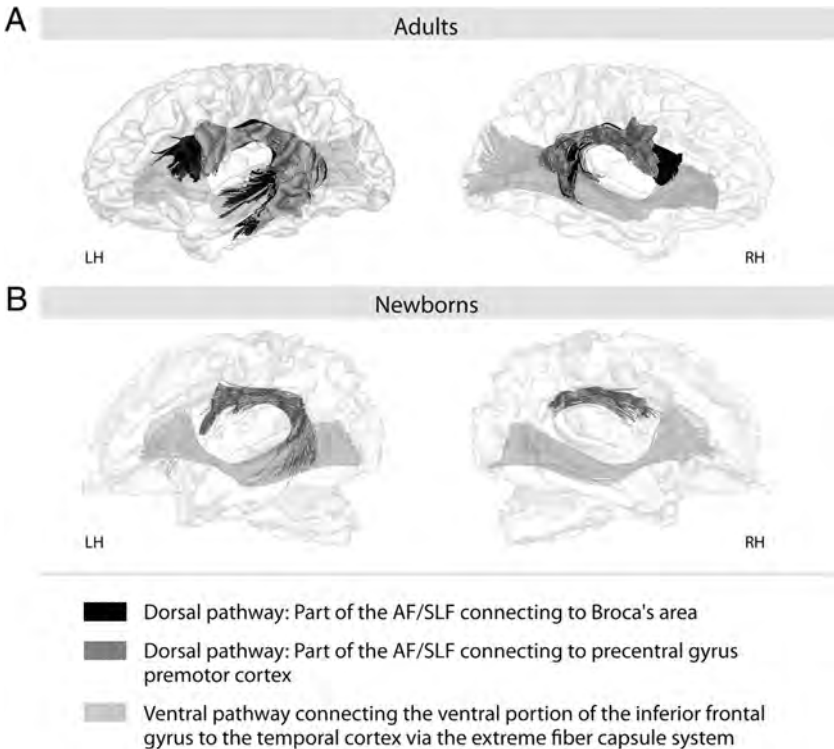 A
Adults
LH
RH
B
Newborns
LH
RH
Dorsal pathway: Part of the AF/SLF connecting to Broca's area
Dorsal pathway: Part of the AF/SLF connecting to precentral gyrus
premotor cortex
Ventral pathway connecting the ventral portion of the inferior frontal
gyrus to the temporal cortex via the extreme fiber capsule system